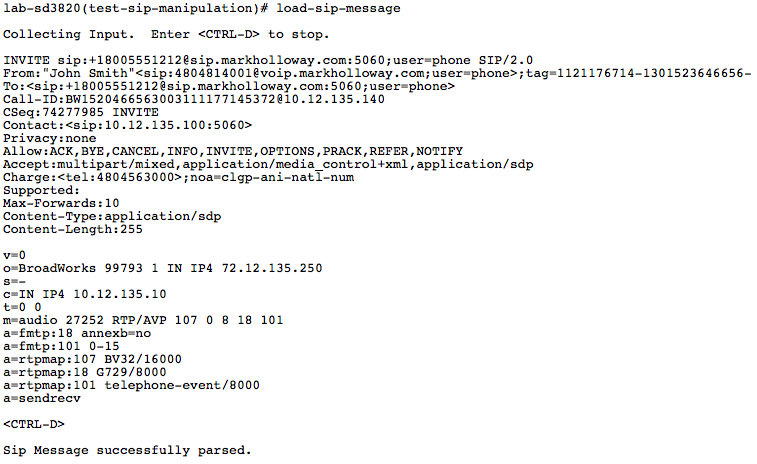 lab-sd3820(test-sip-manipulation)# load-sip-message
Collecting Input.  Enter <CTRL-D> to stop.
INVITE sip:+18005551212@sip.markholloway.com:5060;user=phone SIP/2.0
From:"John Smith"<sip:4804814001@voip.markholloway.com;user=phone>;tag=1121176714-1301523646656-
To:<sip:+18005551212@sip.markholloway.com:5060;user=phone>
Call-ID:BW152046656300311117714537​2@10.12.135.140
CSeq:74277985 INVITE
Contact:<sip:10.12.135.100:5060>
Privacy:none
Allow:ACK,BYE,CANCEL,INFO,INVITE,OPTIONS,PRACK,REFER,NOTIFY
Accept:multipart/mixed,application/media_control+xml,application/sdp
Charge:<tel:4804563000>;noa=clgp-ani-natl-num
Supported:
Max-Forwards:10
Content-Type:application/sdp
Content-Length:255
v=0
o=BroadWorks 99793 1 IN IP4 72.12.135.250
s=-
c=IN IP4 10.12.135.10
t=0 0
m=audio 27252 RTP/AVP 107 0 8 18 101
a=fmtp:18 annexb=no
a=fmtp:101 0-15
a=rtpmap:107 BV32/16000
a=rtpmap:18 G729/8000
a=rtpmap:101 telephone-event/8000
a=sendrecv
<CTRL-D>
Sip Message successfully parsed.